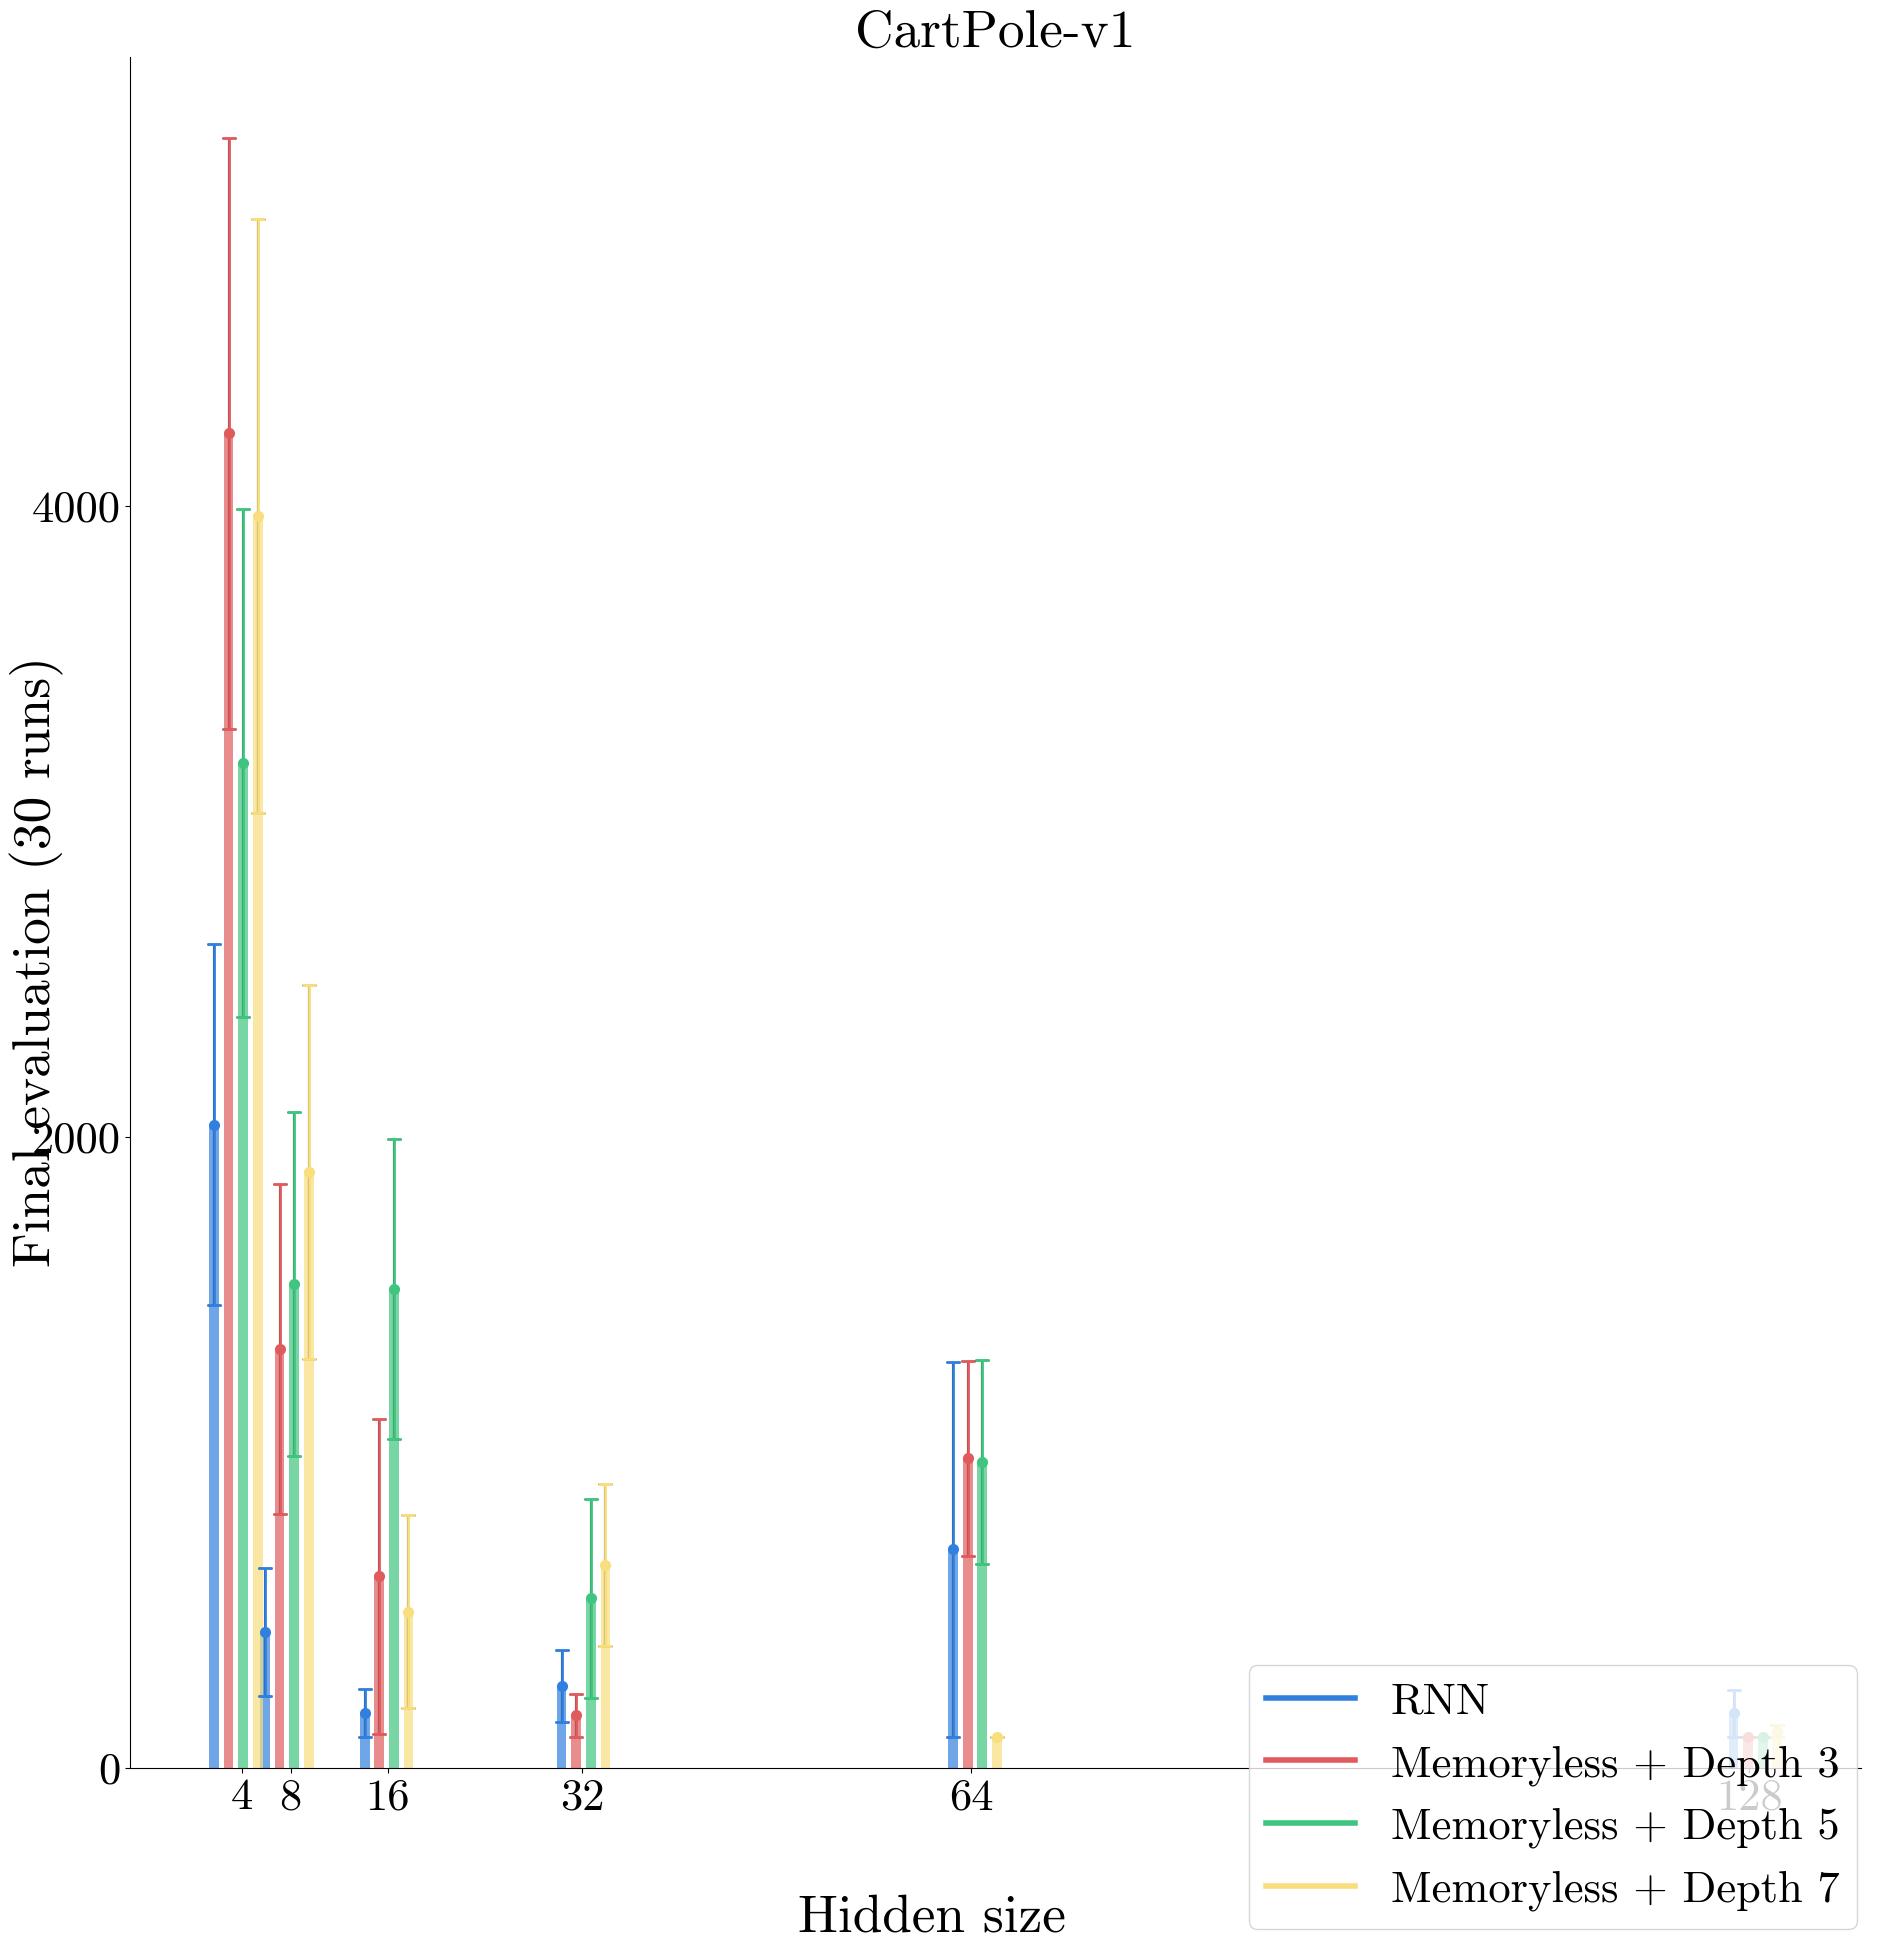 CartPole-v1
Final evaluation (30 runs)
4000
2000
0
4 8 16 32 64 128
Hidden size
RNN
Memoryless + Depth 3
Memoryless + Depth 5
Memoryless + Depth 7